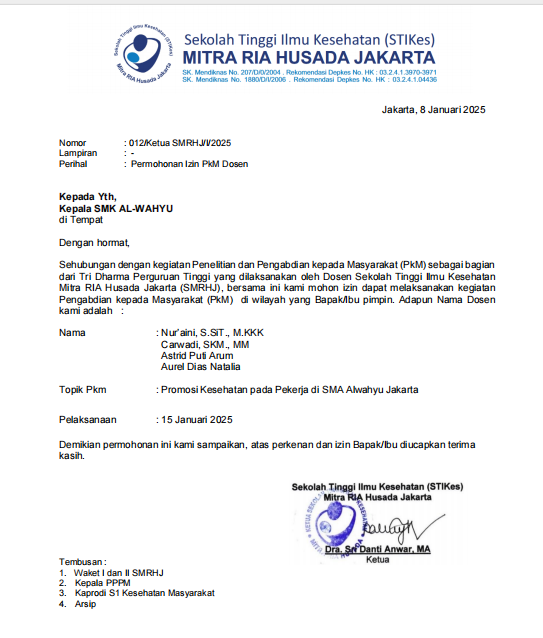 Sekolah Tinggi Ilmu Kesehatan (STIKes)
Mitra RIA Husada Jakarta
Sekolah Tinggi Ilmu Kesehatan (STIKes)
MITRA RIA HUSADA JAKARTA
SK. Mendiknas No. 207/D/0/2004 . Rekomendasi Depkes No. HK : 03.2.4.1.3970-3971
SK. Mendiknas No. 1880/D/I/2006 . Rekomendasi Depkes No. HK : 03.2.4.1.04436
Jakarta, 8 Januari 2025
Nomor : 012/Ketua SMRHJ/I/2025
Lampiran : -
Perihal : Permohonan Izin PkM Dosen
Kepada Yth,
Kepala SMK AL-WAHYU
di Tempat
Dengan hormat,
Sehubungan dengan kegiatan Penelitian dan Pengabdian kepada Masyarakat (PkM) sebagai bagian
dari Tri Dharma Perguruan Tinggi yang dilaksanakan oleh Dosen Sekolah Tinggi Ilmu Kesehatan
Mitra RIA Husada Jakarta (SMRHJ), bersama ini kami mohon izin dapat melaksanakan kegiatan
Pengabdian kepada Masyarakat (PkM) di wilayah yang Bapak/Ibu pimpin. Adapun Nama Dosen
kami adalah :
Nama : Nur'aini, S.SiT., M.KKK
Carwadi, SKM., MM
Astrid Puti Arum
Aurel Dias Natalia
Topik Pkm : Promosi Kesehatan pada Pekerja di SMA Alwahyu Jakarta
Pelaksanaan : 15 Januari 2025
Demikian permohonan ini kami sampaikan, atas perkenan dan izin Bapak/Ibu diucapkan terima
kasih.
Sekolah Tinggi Ilmu Kesehatan (STIKes)
Mitra RIA Husada Jakarta
Dra. Sri Danti Anwar, MA
Ketua
Tembusan :
1. Waket I dan II SMRHJ
2. Kepala PPPM
3. Kaprodi S1 Kesehatan Masyarakat
4. Arsip